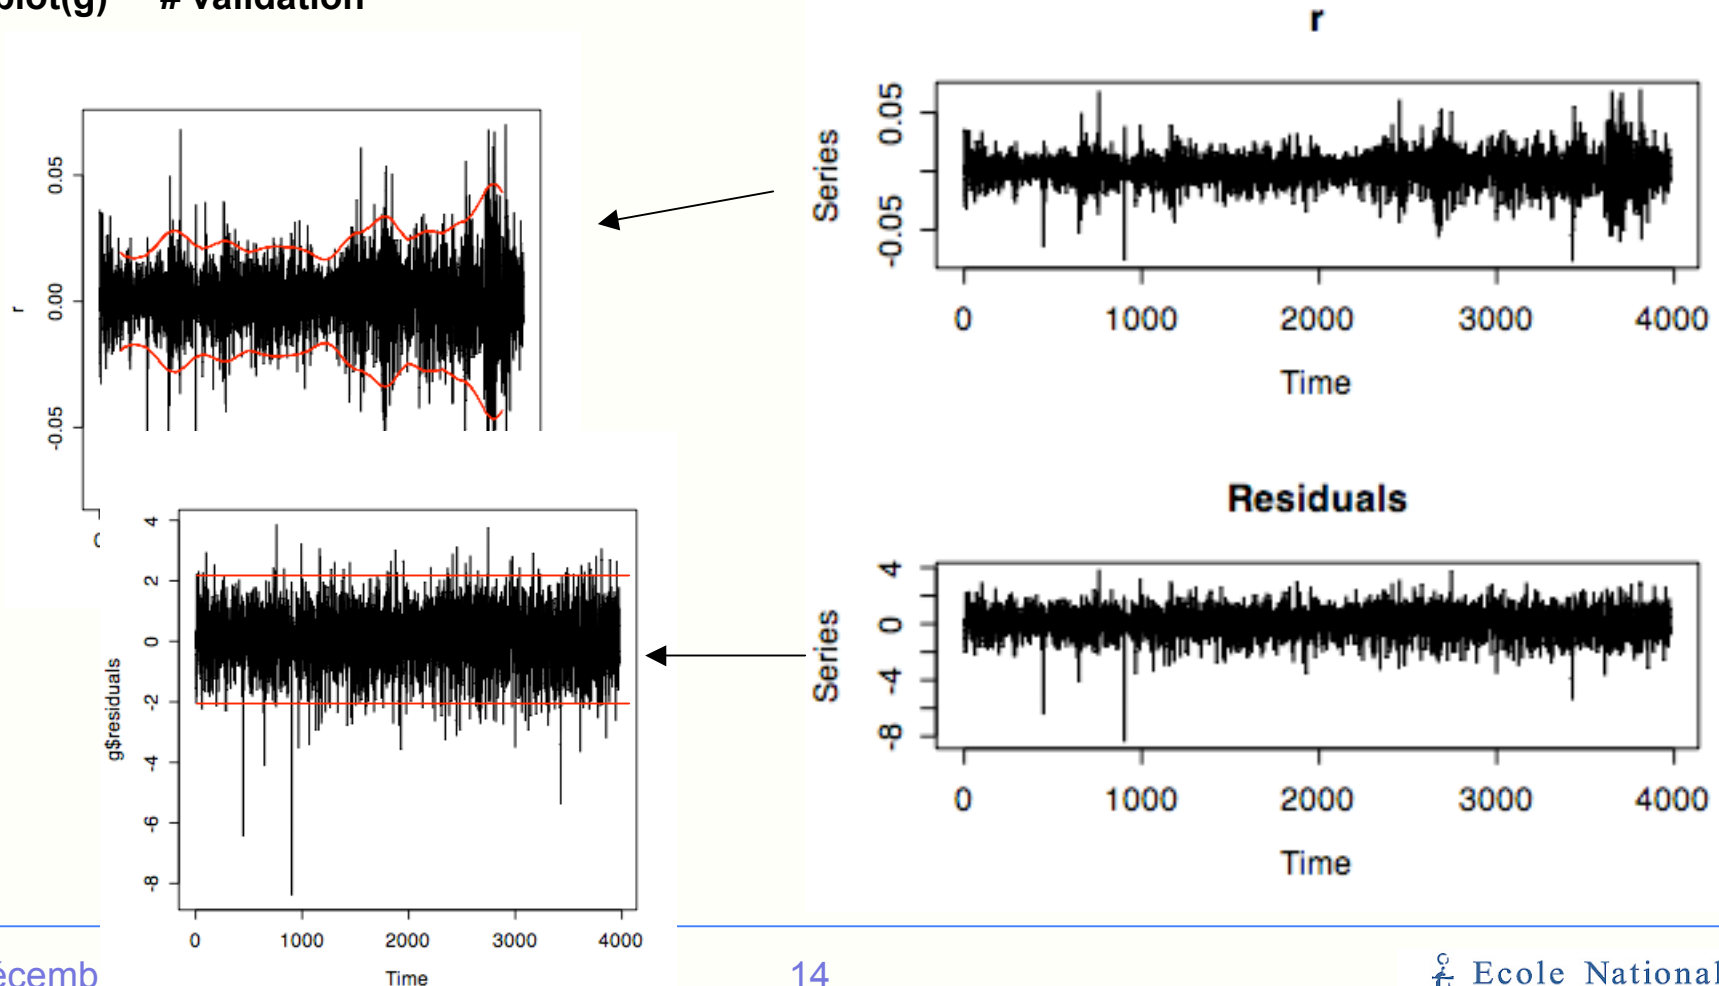 plot(g) # validation
r
0.05
0.00
-0.05
r
4
2
0
-2
-4
-6
-8
g$residuals
0 1000 2000 3000 4000
Time
0.05
-0.05
Series
0 1000 2000 3000 4000
Time
Residuals
4
0
-4
-8
Series
0 1000 2000 3000 4000
Time
écemb
14
Ecole National